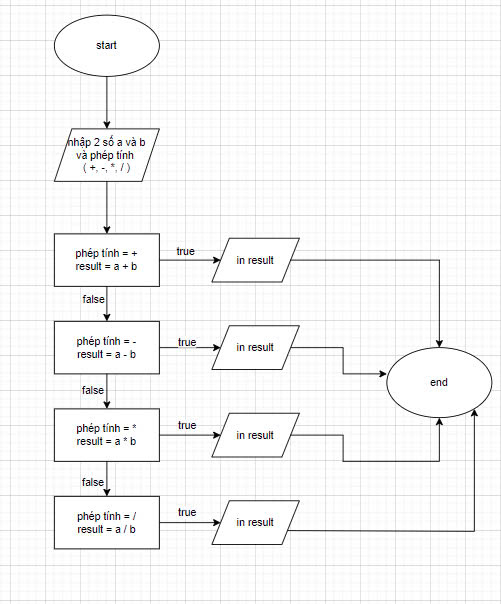 start
nhập 2 số a và b
và phép tính
( +, -, *, / )
phép tính = +
result = a + b
true
in result
false
phép tính = -
result = a - b
true
in result
end
false
phép tính = *
result = a * b
true
in result
false
phép tính = /
result = a / b
true
in result